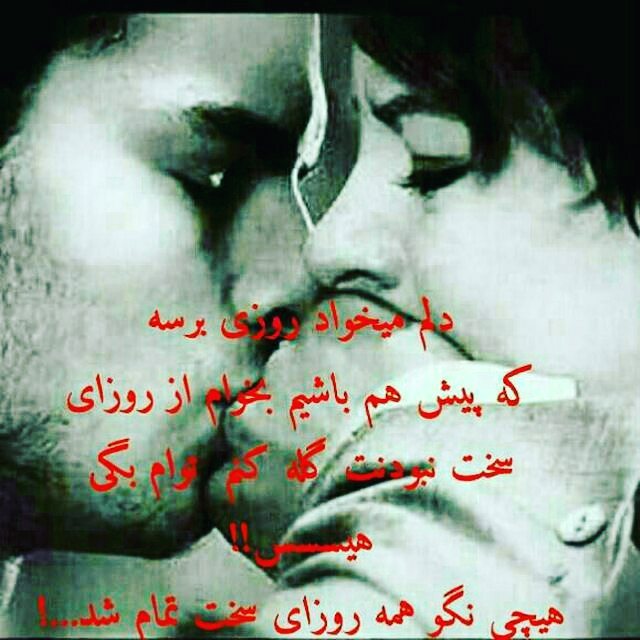 دلم میخواد روزی برسه
که پیش هم باشیم بخوام از روزای
سخت نبودنت گله کنم توام بگی
هیسسس!!
هیچی نگو همه روزای سخت تمام شد...!